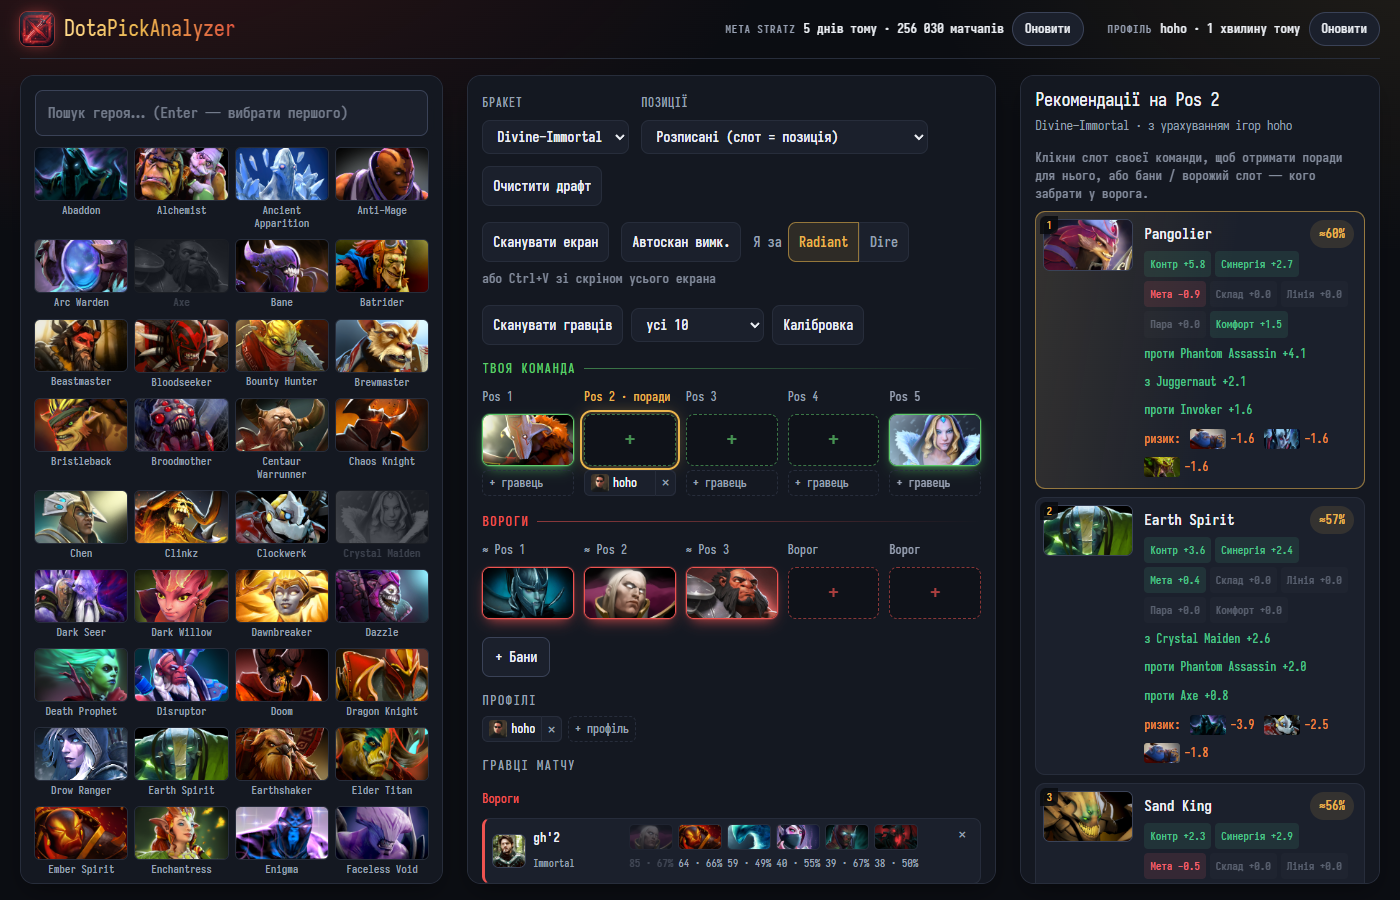 DotaPickAnalyzer
META STRATZ 5 днів тому · 256 030 матчапів Оновити ПРОФІЛЬ hoho · 1 хвилину тому Оновити
Пошук героя... (Enter — вибрати першого)
Abaddon Alchemist Ancient Apparition Anti-Mage
Arc Warden Axe Bane Batrider
Beastmaster Bloodseeker Bounty Hunter Brewmaster
Bristleback Broodmother Centaur Warrunner Chaos Knight
Chen Clinkz Clockwerk Crystal Maiden
Dark Seer Dark Willow Dawnbreaker Dazzle
Death Prophet Disruptor Doom Dragon Knight
Drow Ranger Earth Spirit Earthshaker Elder Titan
Ember Spirit Enchantress Enigma Faceless Void
БРАКЕТ ПОЗИЦІЇ
Divine-Immortal Розписані (слот = позиція)
Очистити драфт
Сканувати екран Автоскан вимк. Я за Radiant Dire
або Ctrl+V зі скріном усього екрана
Сканувати гравців усі 10 Калібровка
ТВОЯ КОМАНДА
Pos 1 Pos 2 · поради Pos 3 Pos 4 Pos 5
+ + +
+ гравець hoho × + гравець + гравець + гравець
ВОРОГИ
≈ Pos 1 ≈ Pos 2 ≈ Pos 3 Ворог Ворог
+ +
+ Бани
ПРОФІЛІ
hoho × + профіль
ГРАВЦІ МАТЧУ
Вороги
gh'2 ×
Immortal 85 · 67% 64 · 66% 59 · 49% 40 · 55% 39 · 67% 38 · 50%
Рекомендації на Pos 2
Divine-Immortal · з урахуванням ігор hoho
Клікни слот своєї команди, щоб отримати поради
для нього, або бани / ворожий слот — кого
забрати у ворога.
1 Pangolier ≈60%
Контр +5.8 Синергія +2.7
Мета -0.9 Склад +0.0 Лінія +0.0
Пара +0.0 Комфорт +1.5
проти Phantom Assassin +4.1
з Juggernaut +2.1
проти Invoker +1.6
ризик: -1.6 -1.6
-1.6
2 Earth Spirit ≈57%
Контр +3.6 Синергія +2.4
Мета +0.4 Склад +0.0 Лінія +0.0
Пара +0.0 Комфорт +0.0
з Crystal Maiden +2.6
проти Phantom Assassin +2.0
проти Axe +0.8
ризик: -3.9 -2.5
-1.8
3 Sand King ≈56%
Контр +2.3 Синергія +2.9
Мета -0.5 Склад +0.0 Лінія +0.0